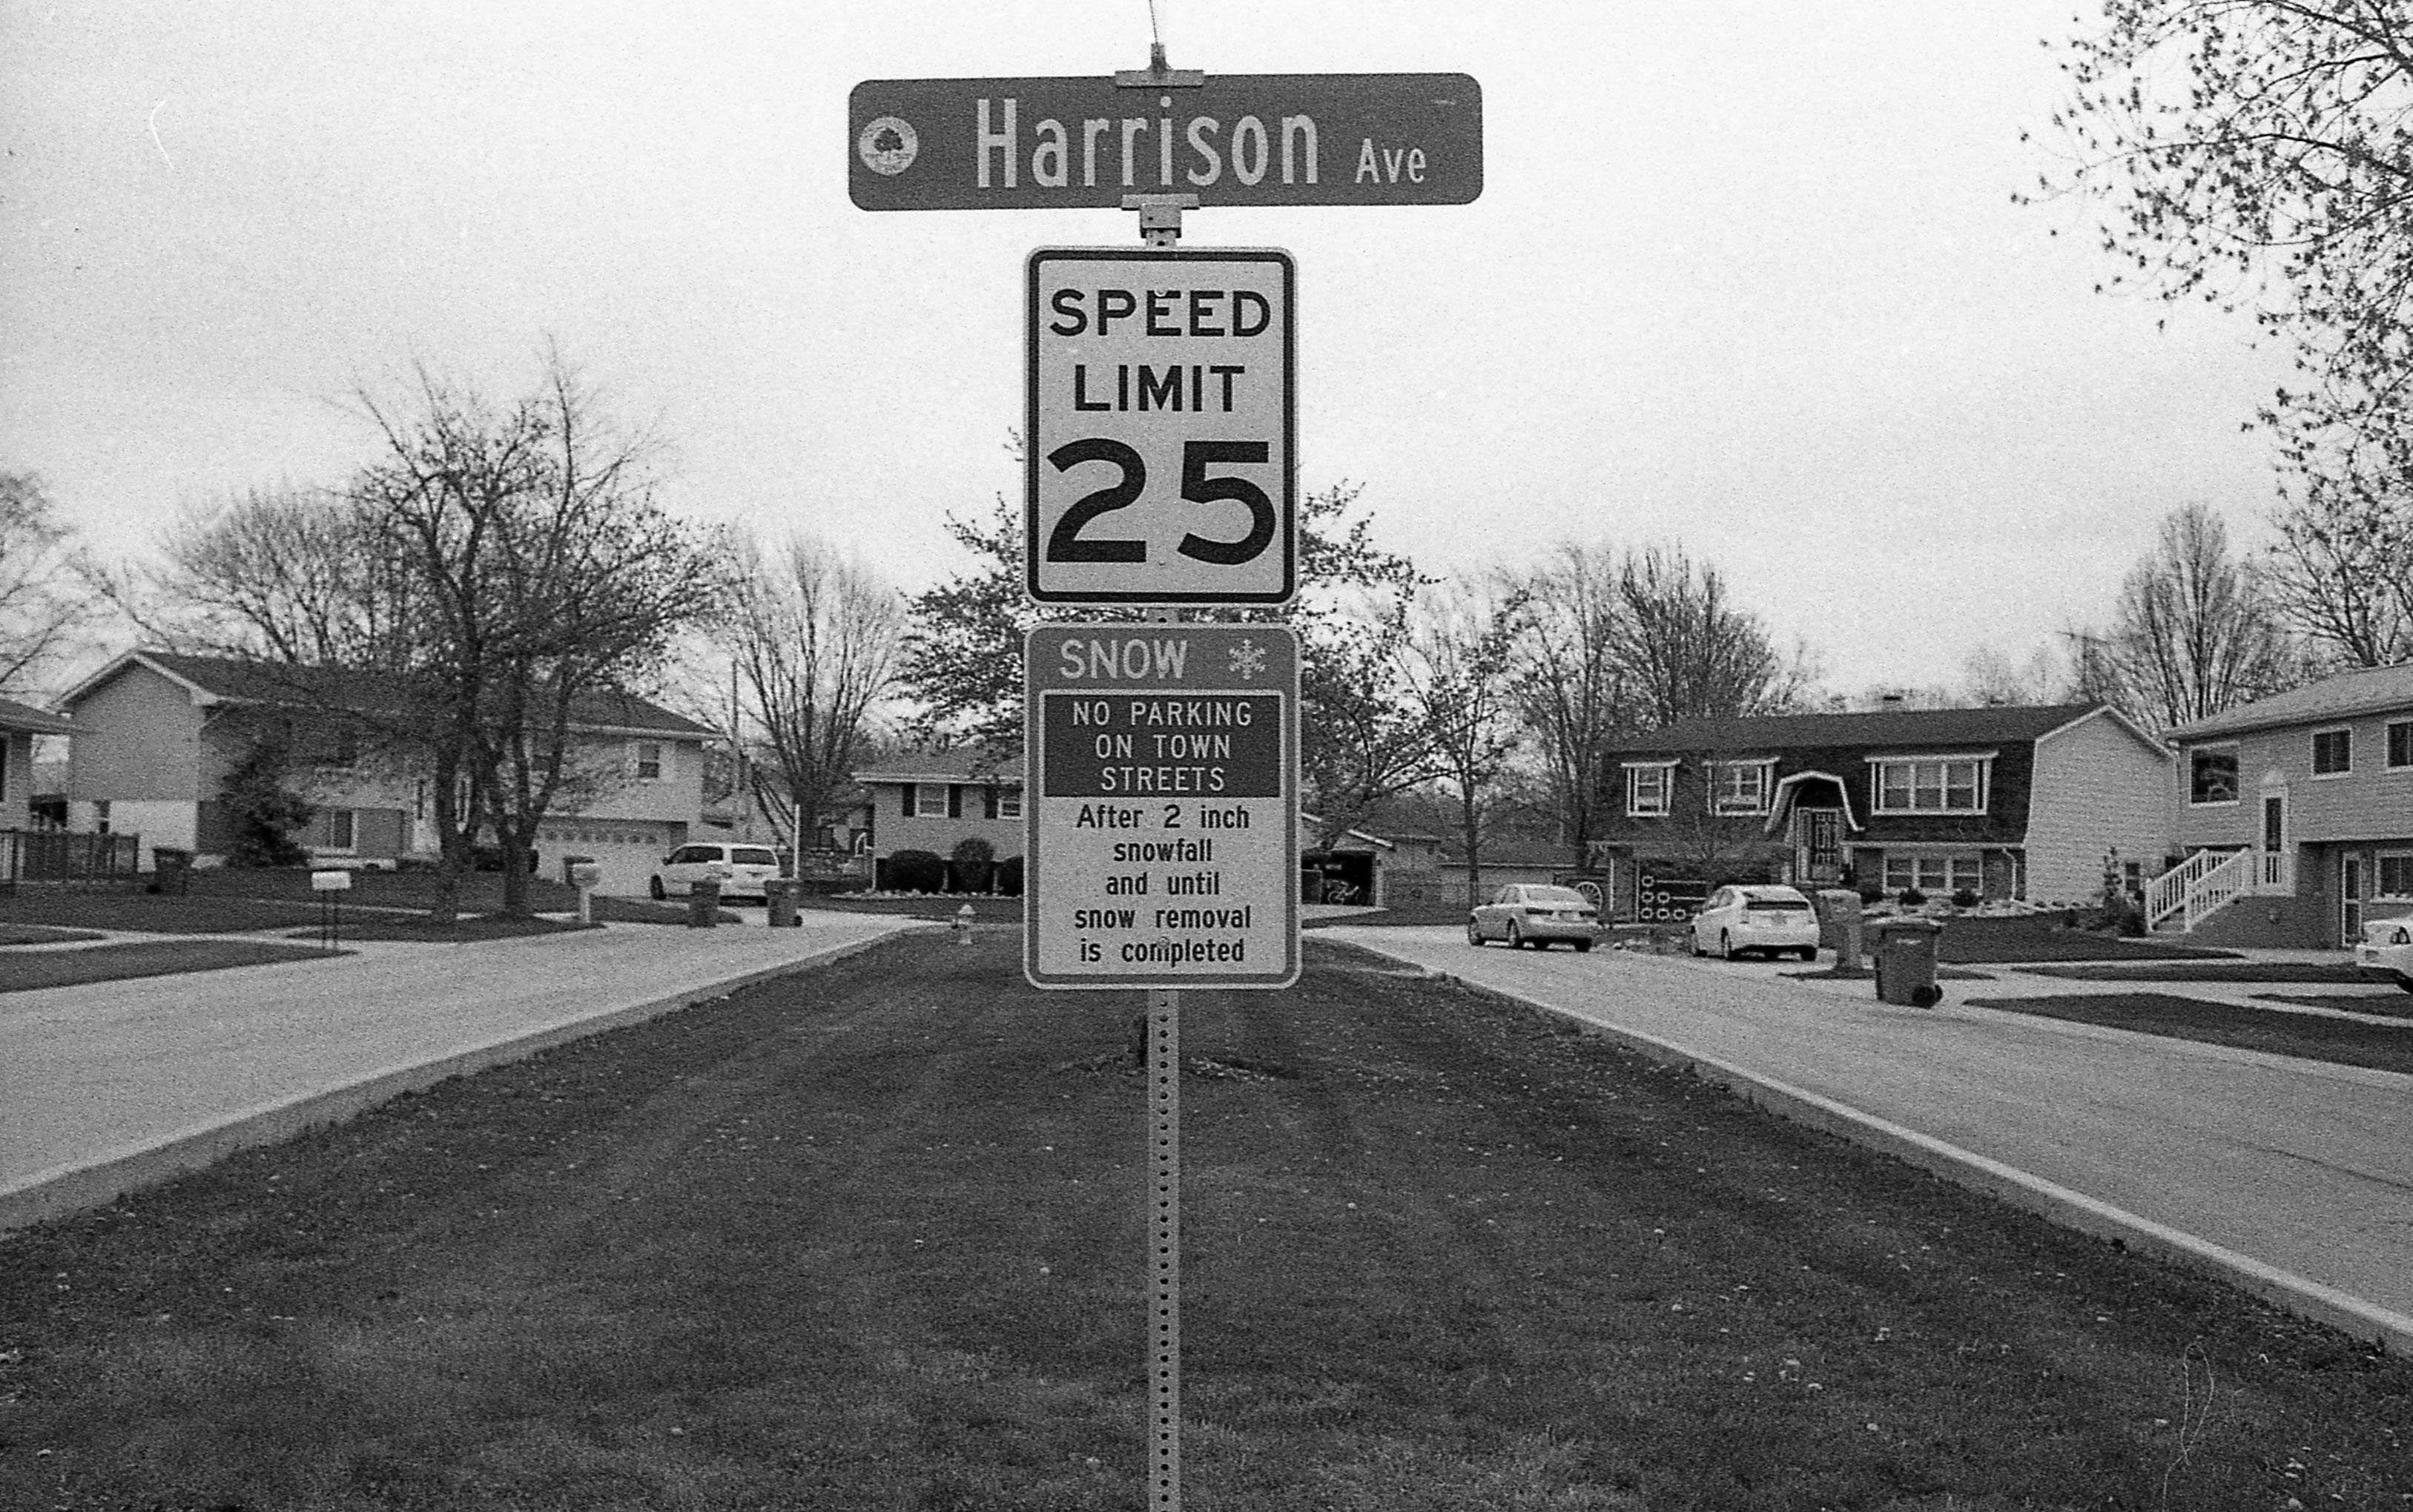 Harrison Ave
SPEED
LIMIT
25
SNOW
NO PARKING
ON TOWN
STREETS
After 2 inch
snowfall
and until
snow removal
is completed